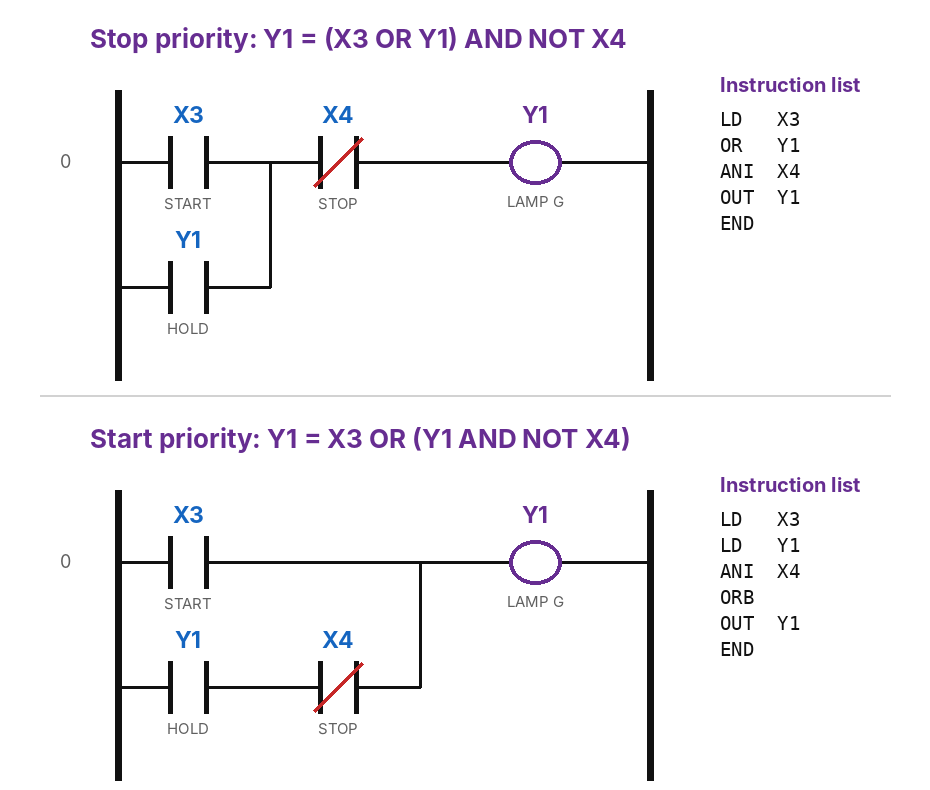 Stop priority: Y1 = (X3 OR Y1) AND NOT X4
Instruction list
X3 X4 Y1
LD X3
0
OR Y1
ANI X4
START STOP LAMP G
OUT Y1
END
Y1
HOLD
Start priority: Y1 = X3 OR (Y1 AND NOT X4)
Instruction list
X3 Y1
LD X3
LD Y1
0
ANI X4
START LAMP G
ORB
OUT Y1
Y1 X4
END
HOLD STOP